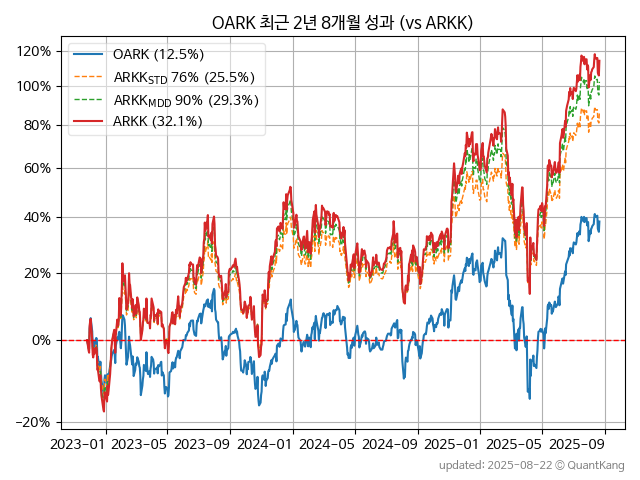 OARK 최근 2년 8개월 성과 (vs ARKK)
120%
100%
80%
60%
40%
20%
0%
−20%
OARK (12.5%)
ARKK_STD 76% (25.5%)
ARKK_MDD 90% (29.3%)
ARKK (32.1%)
2023−01 2023−05 2023−09 2024−01 2024−05 2024−09 2025−01 2025−05 2025−09
updated: 2025−08−22 © QuantKang